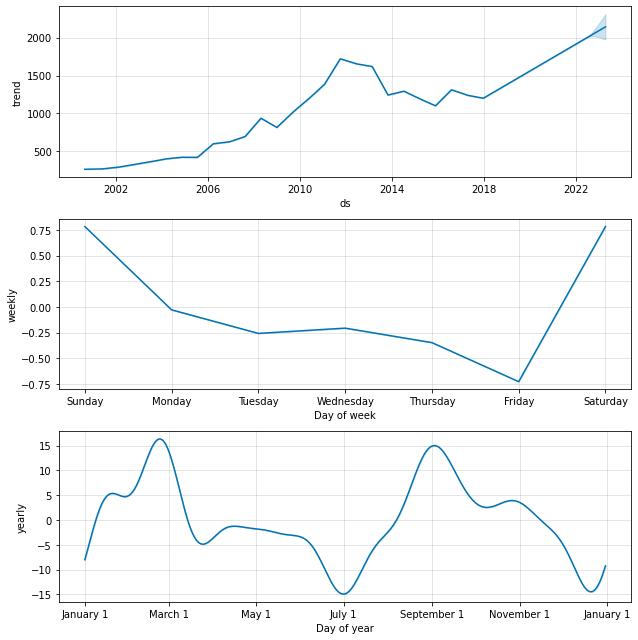 2000
1500
1000
500
trend
2002 2006 2010 2014 2018 2022
ds
0.75
0.50
0.25
0.00
−0.25
−0.50
−0.75
weekly
Sunday Monday Tuesday Wednesday Thursday Friday Saturday
Day of week
15
10
5
0
−5
−10
−15
yearly
January 1 March 1 May 1 July 1 September 1 November 1 January 1
Day of year